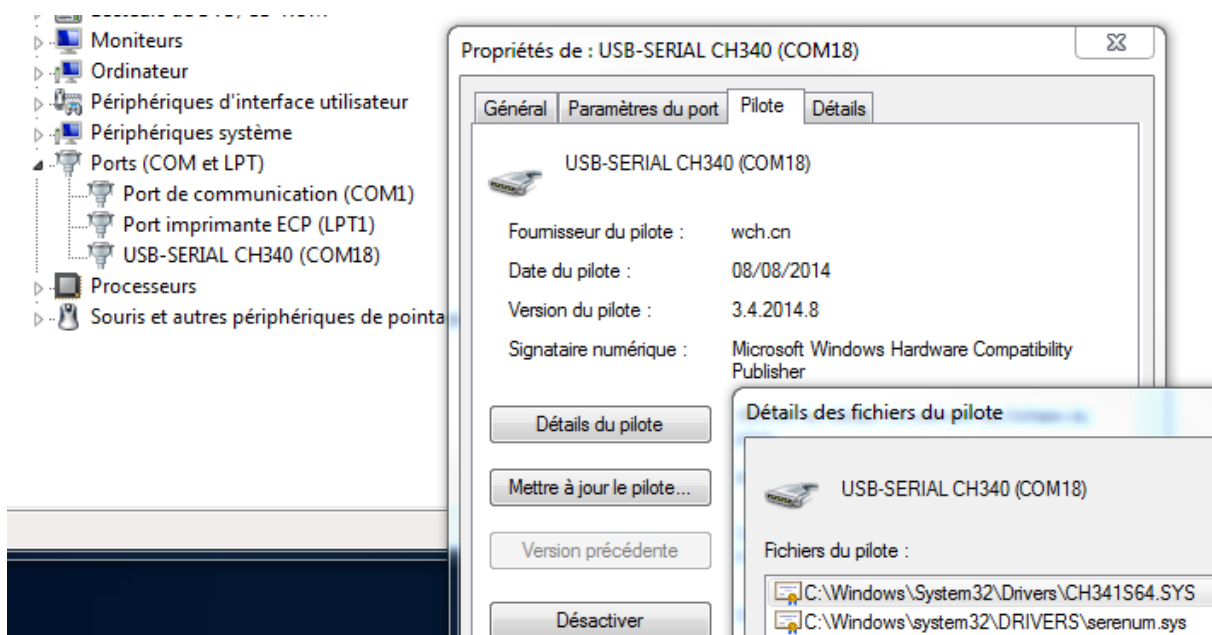 Moniteurs
Ordinateur
Périphériques d'interface utilisateur
Périphériques système
Ports (COM et LPT)
Port de communication (COM1)
Port imprimante ECP (LPT1)
USB-SERIAL CH340 (COM18)
Processeurs
Souris et autres périphériques de pointa
Propriétés de : USB-SERIAL CH340 (COM18)
Général Paramètres du port Pilote Détails
USB-SERIAL CH340 (COM18)
Fournisseur du pilote : wch.cn
Date du pilote : 08/08/2014
Version du pilote : 3.4.2014.8
Signataire numérique : Microsoft Windows Hardware Compatibility
Publisher
Détails du pilote
Mettre à jour le pilote...
Version précédente
Désactiver
Détails des fichiers du pilote
USB-SERIAL CH340 (COM18)
Fichiers du pilote :
C:\Windows\System32\Drivers\CH341S64.SYS
C:\Windows\system32\DRIVERS\serenum.sys